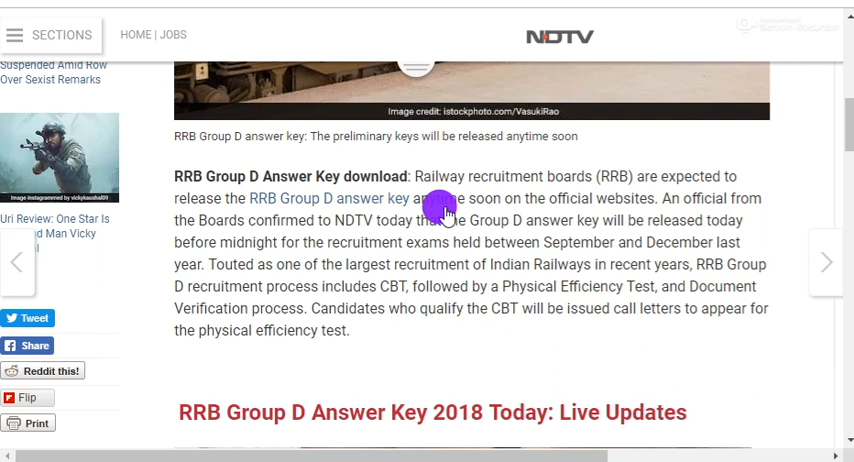 SECTIONS
HOME | JOBS
NDTV
Suspended Amid Row
Over Sexist Remarks
Image credit: istockphoto.com/VasukiRao
RRB Group D answer key: The preliminary keys will be released anytime soon
Image instagrammed by vickykaushal09
Uri Review: One Star Is
nd Man Vicky
al
RRB Group D Answer Key download: Railway recruitment boards (RRB) are expected to
release the RRB Group D answer key anytime soon on the official websites. An official from
the Boards confirmed to NDTV today that the Group D answer key will be released today
before midnight for the recruitment exams held between September and December last
year. Touted as one of the largest recruitment of Indian Railways in recent years, RRB Group
D recruitment process includes CBT, followed by a Physical Efficiency Test, and Document
Verification process. Candidates who qualify the CBT will be issued call letters to appear for
the physical efficiency test.
Tweet
Share
Reddit this!
Flip
Print
RRB Group D Answer Key 2018 Today: Live Updates